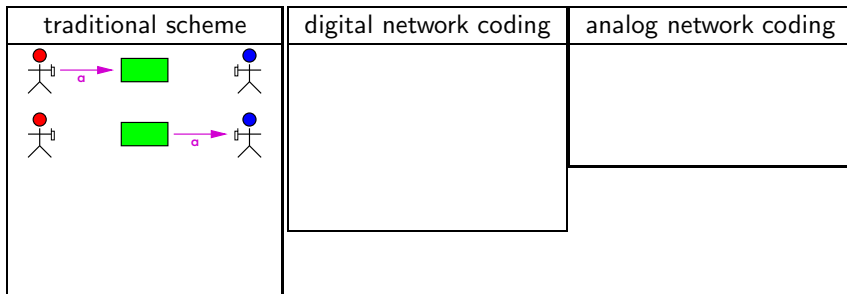 traditional scheme
digital network coding
analog network coding
a
a